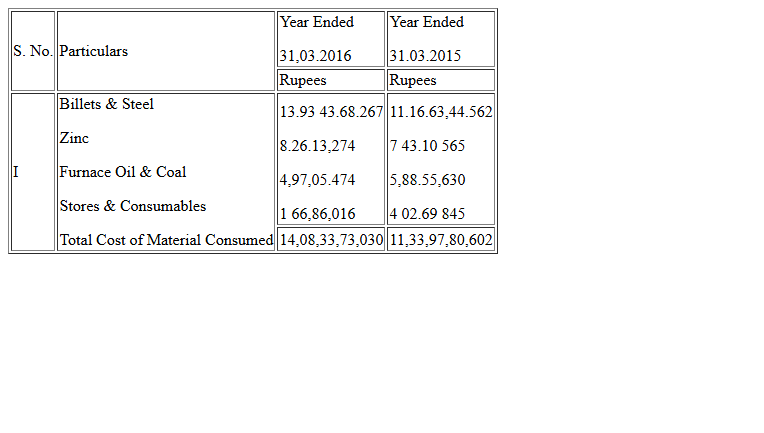 S. No. Particulars Year Ended Year Ended
31,03.2016 31.03.2015
Rupees Rupees
I
Billets & Steel 13.93 43.68.267 11.16.63,44.562
Zinc 8.26.13,274 7 43.10 565
Furnace Oil & Coal 4,97,05.474 5,88.55,630
Stores & Consumables 1 66,86,016 4 02.69 845
Total Cost of Material Consumed 14,08,33,73,030 11,33,97,80,602